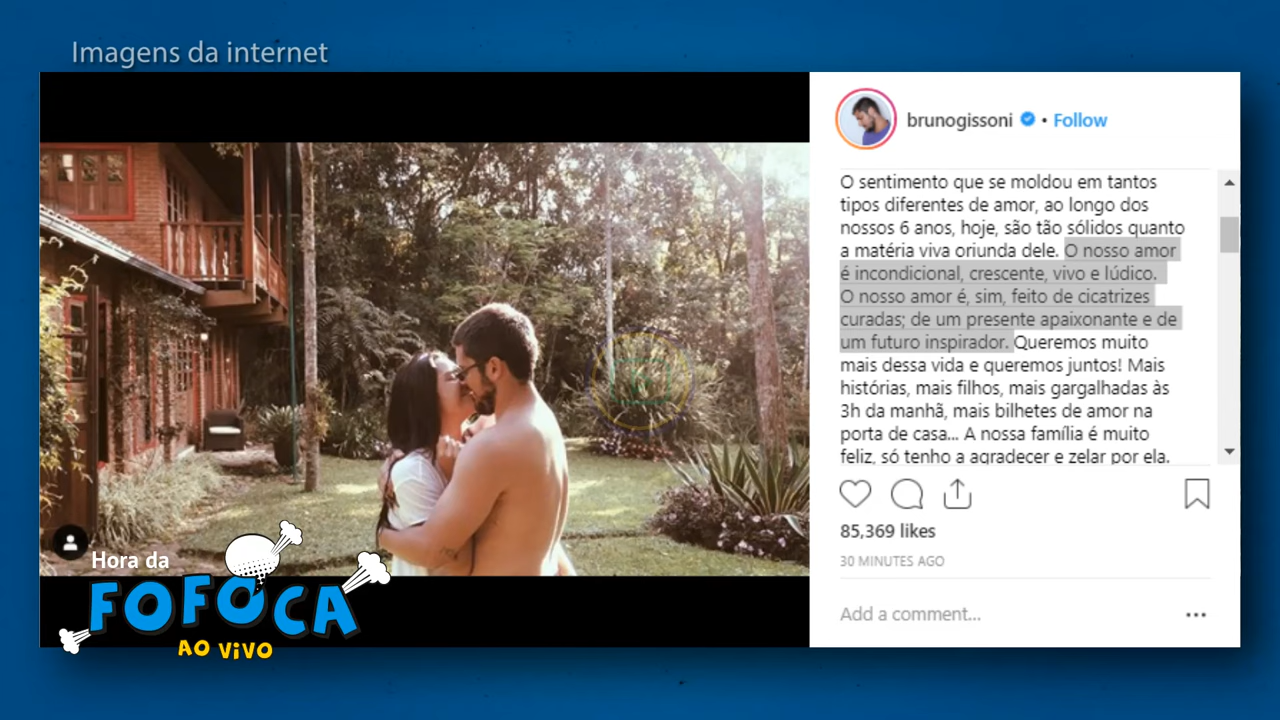 Imagens da internet
brunogissoni • Follow
O sentimento que se moldou em tantos
tipos diferentes de amor, ao longo dos
nossos 6 anos, hoje, são tão sólidos quanto
a matéria viva oriunda dele. O nosso amor
é incondicional, crescente, vivo e lúdico.
O nosso amor é, sim, feito de cicatrizes
curadas; de um presente apaixonante e de
um futuro inspirador. Queremos muito
mais dessa vida e queremos juntos! Mais
histórias, mais filhos, mais gargalhadas às
3h da manhã, mais bilhetes de amor na
porta de casa... A nossa família é muito
feliz, só tenho a agradecer e zelar por ela.
85,369 likes
30 MINUTES AGO
Add a comment...
Hora da
FOFOCA
AO VIVO